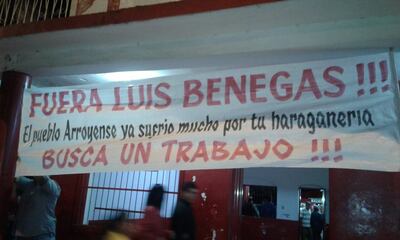 FUERA LUIS BENEGAS !!!
El pueblo Arroyense ya sufrio mucho por tu haraganeria
BUSCA UN TRABAJO !!!